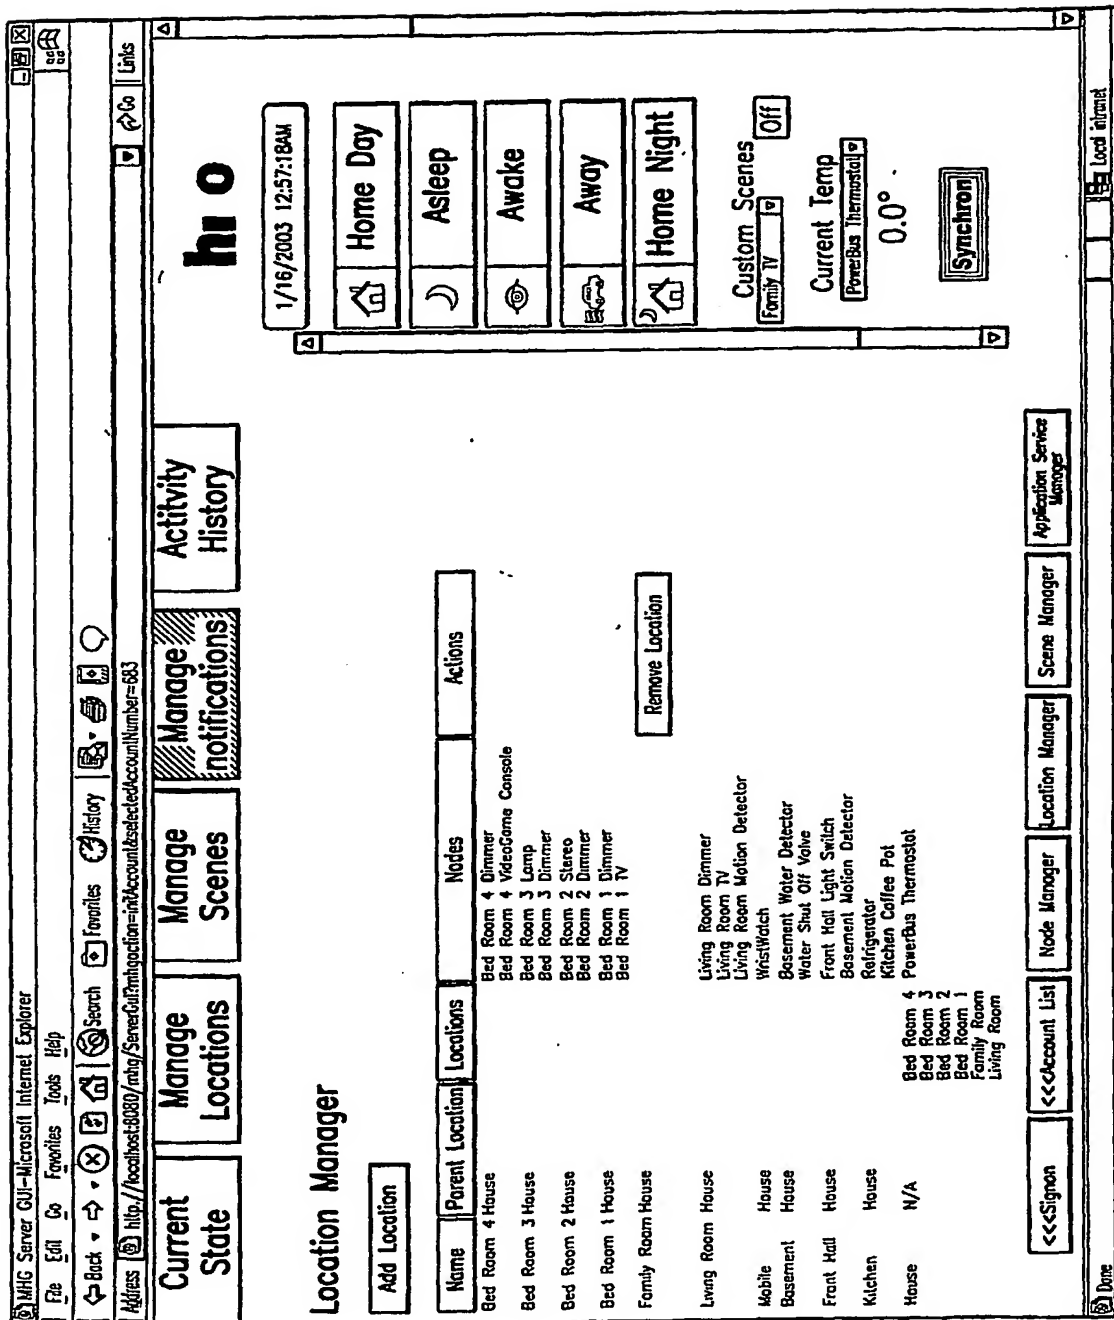 MHG Server GUI-Microsoft Internet Explorer
File Edit Go Favorites Tools Help
Back Search Favorites History
Address http://localhost:8080/mhg/ServerGui?mhgaction=initAccount&selectedAccountNumber=683 Go Links
Current State
Manage Locations
Manage Scenes
Manage notifications
Actitvity History
Location Manager
Add Location
Name Parent Location Locations Nodes Actions
Bed Room 4 House Bed Room 4 Dimmer
Bed Room 4 VideoGame Console
Bed Room 3 House Bed Room 3 Lamp
Bed Room 3 Dimmer
Bed Room 2 House Bed Room 2 Stereo
Bed Room 2 Dimmer
Bed Room 1 House Bed Room 1 Dimmer
Bed Room 1 TV
Family Room House Remove Location
Living Room House Living Room Dimmer
Living Room TV
Living Room Motion Detector
Mobile House WristWatch
Basement House Basement Water Detector
Water Shut Off Valve
Front Hall House Front Hall Light Switch
Basement Motion Detector
Kitchen House Refrigerator
Kitchen Coffee Pot
House N/A Bed Room 4 PowerBus Thermostat
Bed Room 3
Bed Room 2
Bed Room 1
Family Room
Living Room
<<<Signon <<<Account List Node Manager Location Manager Scene Manager Application Service Manager
1/16/2003 12:57:18AM
Home Day
Asleep
Awake
Away
Home Night
Custom Scenes
Family TV Off
Current Temp
PowerBus Thermostat
0.0°
Synchron
Done Local intranet